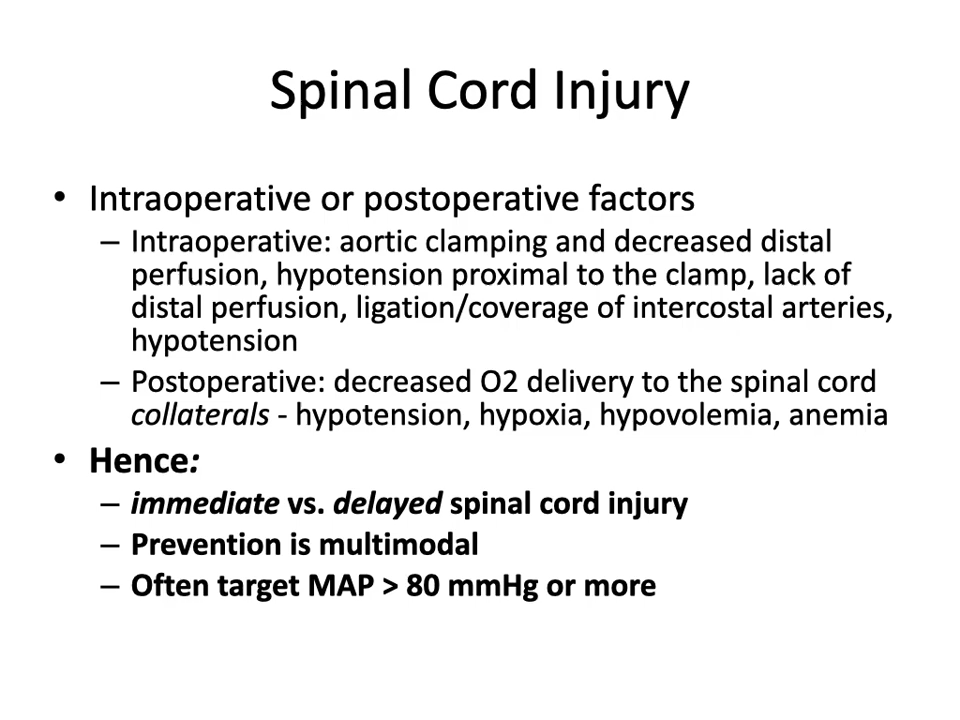 Spinal Cord Injury
• Intraoperative or postoperative factors
– Intraoperative: aortic clamping and decreased distal
perfusion, hypotension proximal to the clamp, lack of
distal perfusion, ligation/coverage of intercostal arteries,
hypotension
– Postoperative: decreased O2 delivery to the spinal cord
collaterals - hypotension, hypoxia, hypovolemia, anemia
• Hence:
– immediate vs. delayed spinal cord injury
– Prevention is multimodal
– Often target MAP > 80 mmHg or more